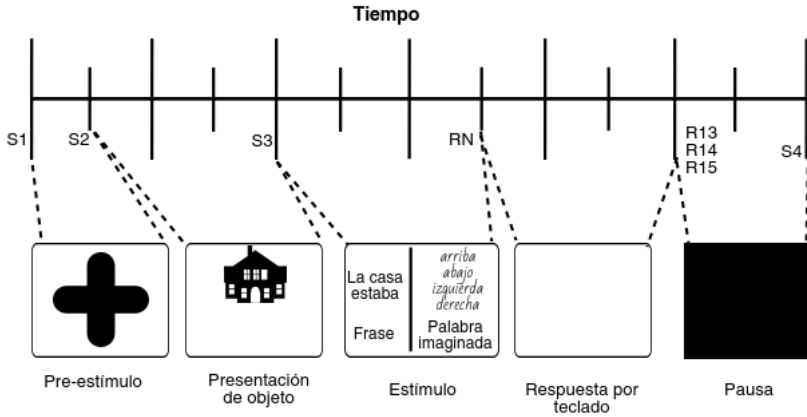 Tiempo
S1
S2
S3
RN
R13
R14
R15
S4
La casa
estaba
Frase
arriba
abajo
izquierda
derecha
Palabra
imaginada
Pre-estímulo
Presentación
de objeto
Estímulo
Respuesta por
teclado
Pausa